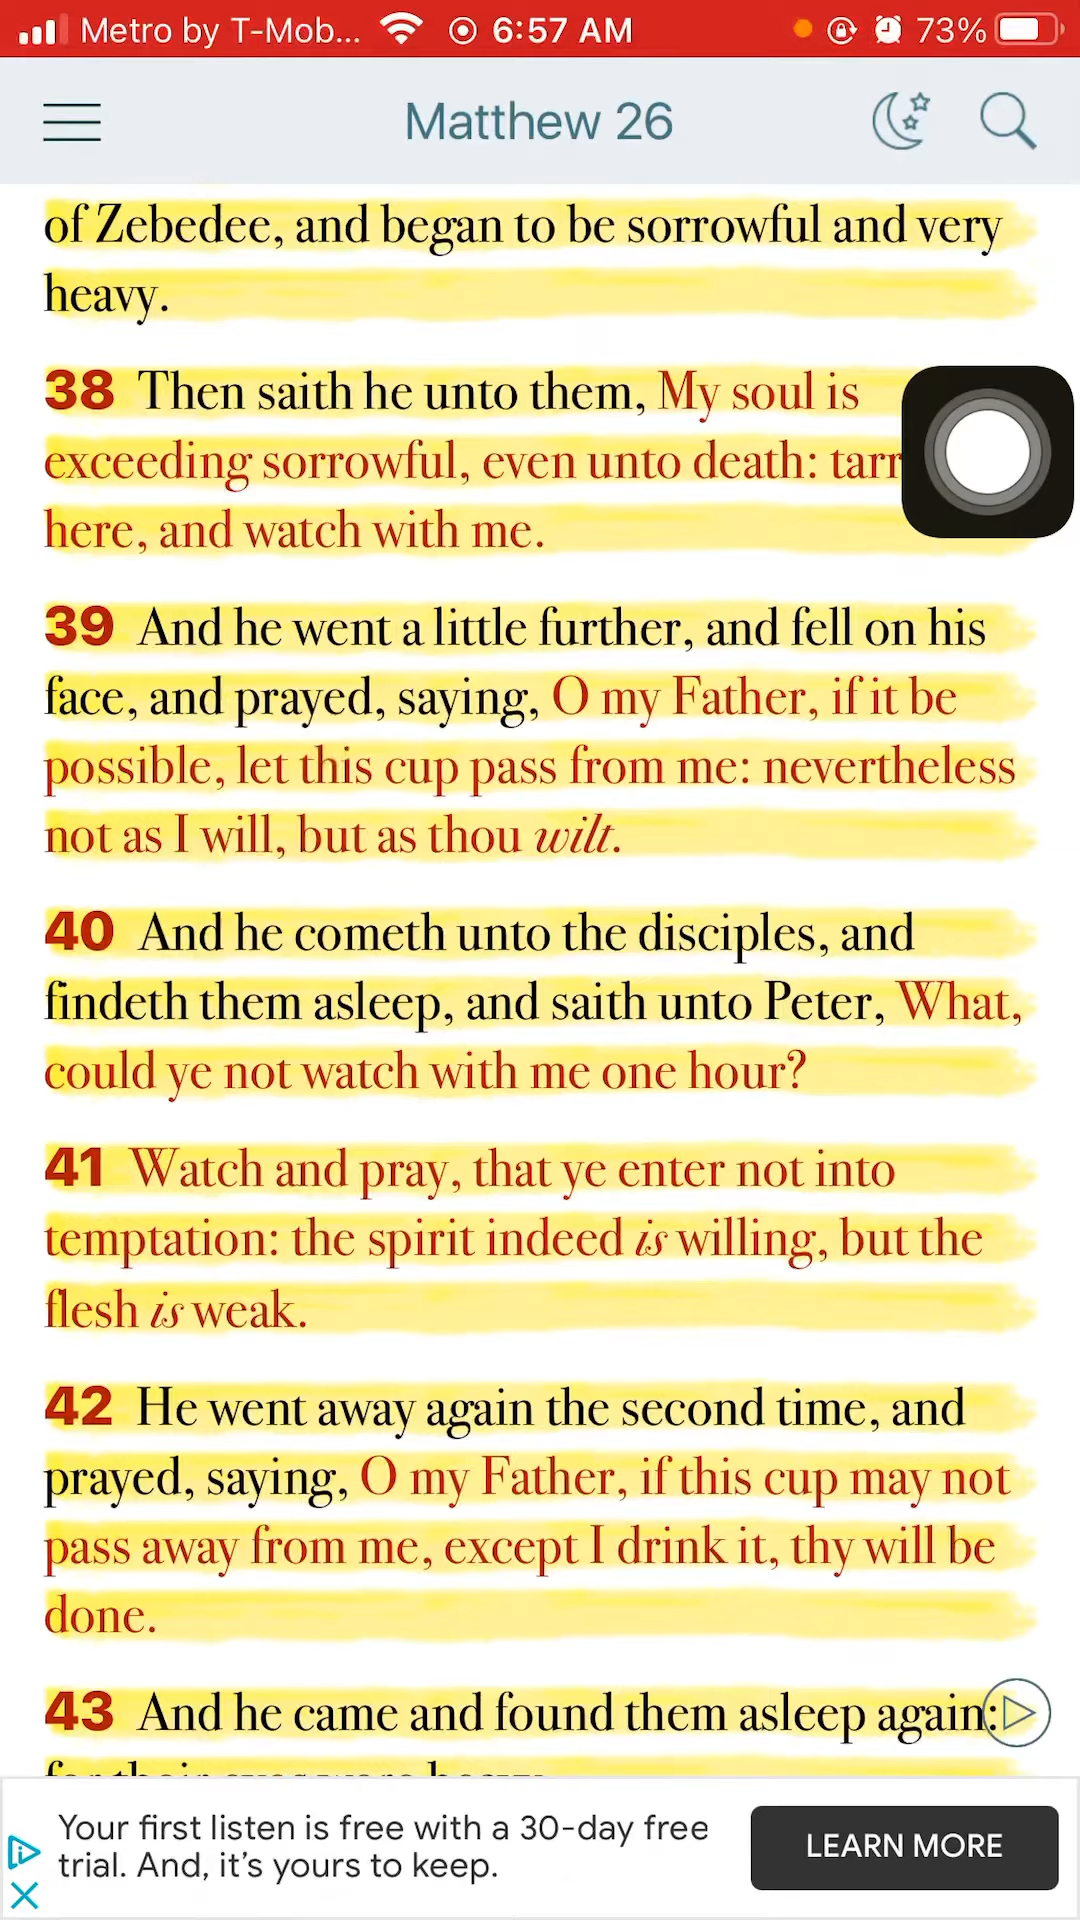 Metro by T-Mob... 6:57 AM 73%
Matthew 26
of Zebedee, and began to be sorrowful and very
heavy.
38 Then saith he unto them, My soul is
exceeding sorrowful, even unto death: tarr
here, and watch with me.
39 And he went a little further, and fell on his
face, and prayed, saying, O my Father, if it be
possible, let this cup pass from me: nevertheless
not as I will, but as thou wilt.
40 And he cometh unto the disciples, and
findeth them asleep, and saith unto Peter, What,
could ye not watch with me one hour?
41 Watch and pray, that ye enter not into
temptation: the spirit indeed is willing, but the
flesh is weak.
42 He went away again the second time, and
prayed, saying, O my Father, if this cup may not
pass away from me, except I drink it, thy will be
done.
43 And he came and found them asleep again:
for their eyes were heavy
Your first listen is free with a 30-day free
trial. And, it's yours to keep.
LEARN MORE